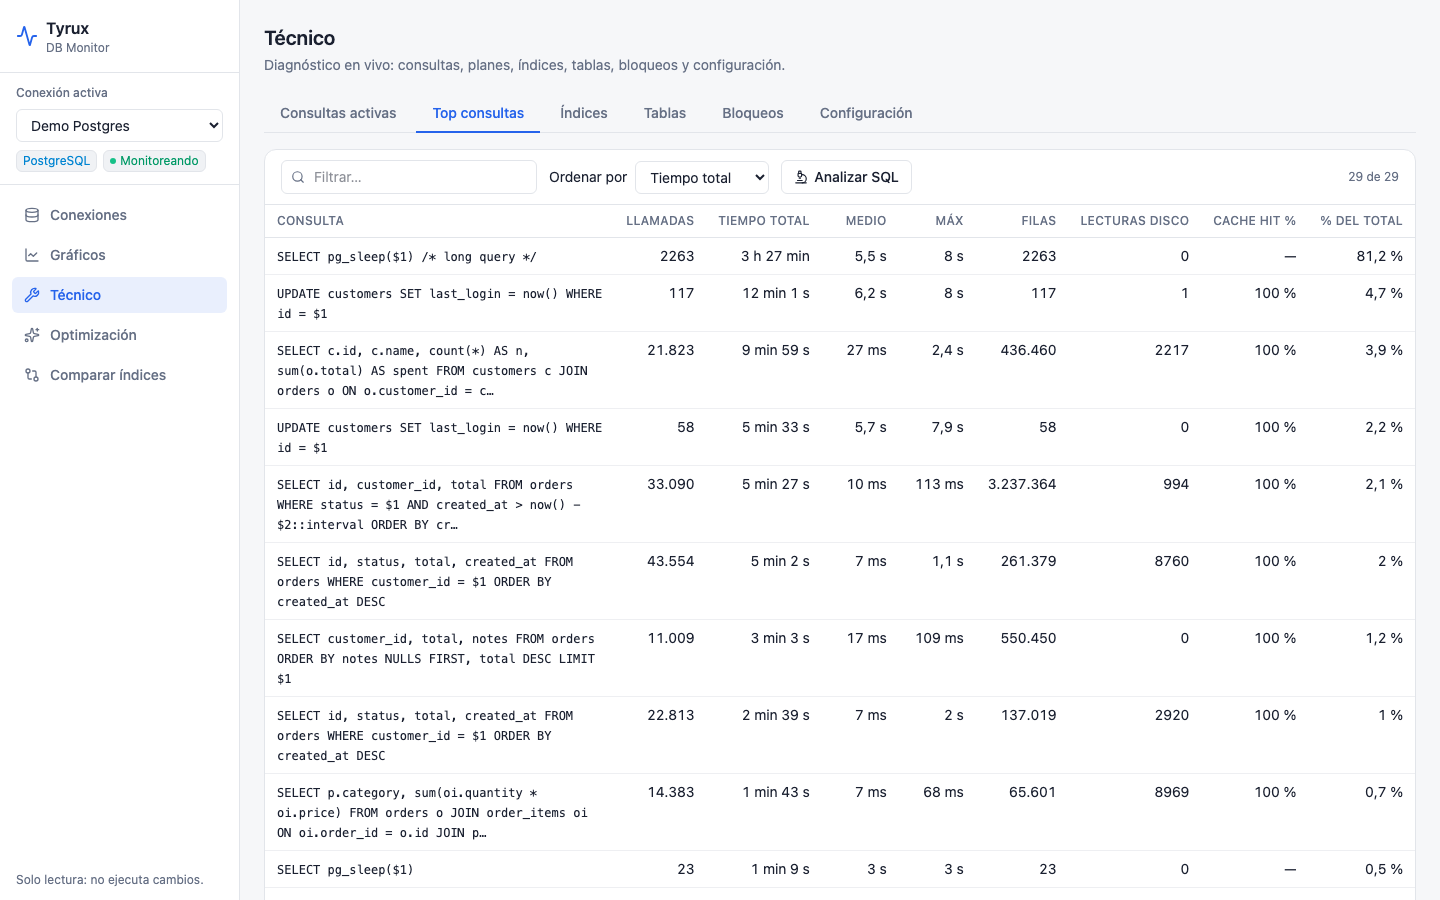 Tyrux
DB Monitor
Conexión activa
Demo Postgres
PostgreSQL
Monitoreando
Conexiones
Gráficos
Técnico
Optimización
Comparar índices
Solo lectura: no ejecuta cambios.
Técnico
Diagnóstico en vivo: consultas, planes, índices, tablas, bloqueos y configuración.
Consultas activas Top consultas Índices Tablas Bloqueos Configuración
Filtrar... Ordenar por Tiempo total Analizar SQL 29 de 29
CONSULTA LLAMADAS TIEMPO TOTAL MEDIO MÁX FILAS LECTURAS DISCO CACHE HIT % % DEL TOTAL
SELECT pg_sleep($1) /* long query */ 2263 3 h 27 min 5,5 s 8 s 2263 0 — 81,2 %
UPDATE customers SET last_login = now() WHERE 117 12 min 1 s 6,2 s 8 s 117 1 100 % 4,7 %
id = $1
SELECT c.id, c.name, count(*) AS n, 21.823 9 min 59 s 27 ms 2,4 s 436.460 2217 100 % 3,9 %
sum(o.total) AS spent FROM customers c JOIN
orders o ON o.customer_id = c…
UPDATE customers SET last_login = now() WHERE 58 5 min 33 s 5,7 s 7,9 s 58 0 100 % 2,2 %
id = $1
SELECT id, customer_id, total FROM orders 33.090 5 min 27 s 10 ms 113 ms 3.237.364 994 100 % 2,1 %
WHERE status = $1 AND created_at > now() -
$2::interval ORDER BY cr…
SELECT id, status, total, created_at FROM 43.554 5 min 2 s 7 ms 1,1 s 261.379 8760 100 % 2 %
orders WHERE customer_id = $1 ORDER BY
created_at DESC
SELECT customer_id, total, notes FROM orders 11.009 3 min 3 s 17 ms 109 ms 550.450 0 100 % 1,2 %
ORDER BY notes NULLS FIRST, total DESC LIMIT
$1
SELECT id, status, total, created_at FROM 22.813 2 min 39 s 7 ms 2 s 137.019 2920 100 % 1 %
orders WHERE customer_id = $1 ORDER BY
created_at DESC
SELECT p.category, sum(oi.quantity * 14.383 1 min 43 s 7 ms 68 ms 65.601 8969 100 % 0,7 %
oi.price) FROM orders o JOIN order_items oi
ON oi.order_id = o.id JOIN p…
SELECT pg_sleep($1) 23 1 min 9 s 3 s 3 s 23 0 — 0,5 %